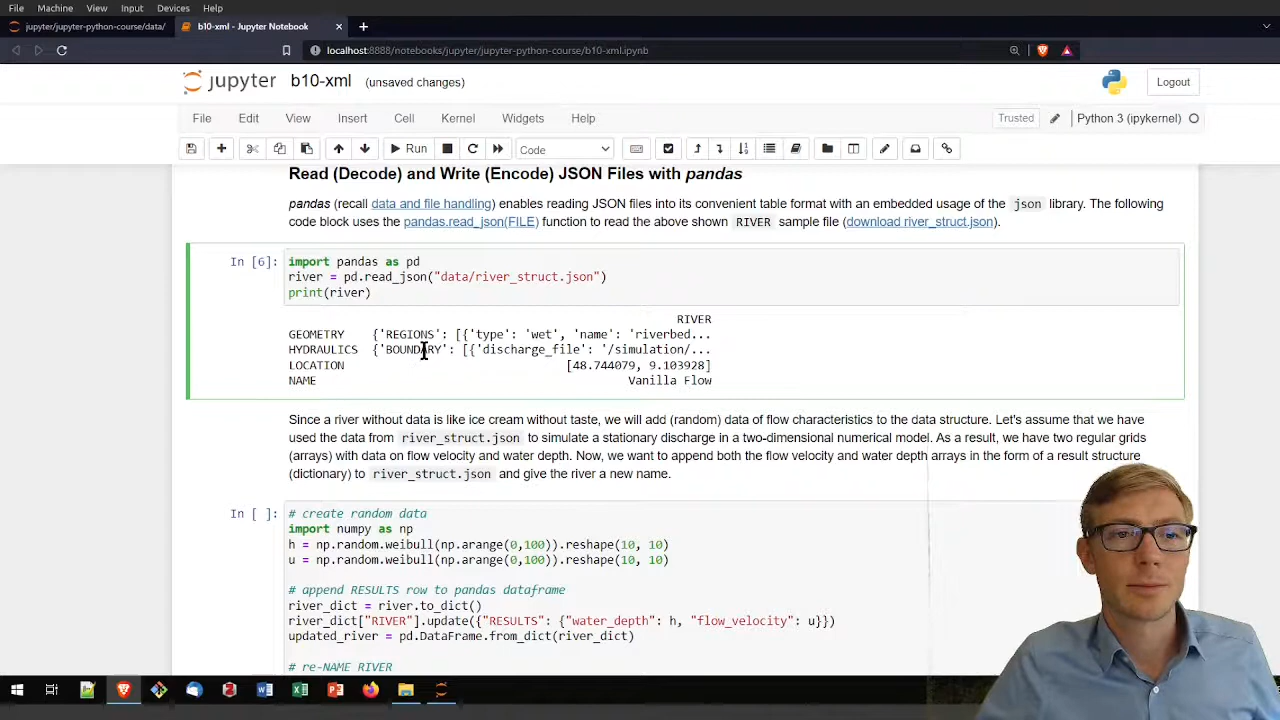 File Machine View Input Devices Help
jupyter/jupyter-python-course/data/ b10-xml - Jupyter Notebook
localhost:8888/notebooks/jupyter/jupyter-python-course/b10-xml.ipynb
jupyter b10-xml (unsaved changes) Logout
File Edit View Insert Cell Kernel Widgets Help Trusted Python 3 (ipykernel)
Run Code
Read (Decode) and Write (Encode) JSON Files with pandas
pandas (recall data and file handling) enables reading JSON files into its convenient table format with an embedded usage of the json library. The following
code block uses the pandas.read_json(FILE) function to read the above shown RIVER sample file (download river_struct.json).
In [6]: import pandas as pd
river = pd.read_json("data/river_struct.json")
print(river)
RIVER
GEOMETRY {'REGIONS': [{'type': 'wet', 'name': 'riverbed...
HYDRAULICS {'BOUNDARY': [{'discharge_file': '/simulation/...
LOCATION [48.744079, 9.103928]
NAME Vanilla Flow
Since a river without data is like ice cream without taste, we will add (random) data of flow characteristics to the data structure. Let's assume that we have
used the data from river_struct.json to simulate a stationary discharge in a two-dimensional numerical model. As a result, we have two regular grids
(arrays) with data on flow velocity and water depth. Now, we want to append both the flow velocity and water depth arrays in the form of a result structure
(dictionary) to river_struct.json and give the river a new name.
In [ ]: # create random data
import numpy as np
h = np.random.weibull(np.arange(0,100)).reshape(10, 10)
u = np.random.weibull(np.arange(0,100)).reshape(10, 10)
# append RESULTS row to pandas dataframe
river_dict = river.to_dict()
river_dict["RIVER"].update({"RESULTS": {"water_depth": h, "flow_velocity": u}})
updated_river = pd.DataFrame.from_dict(river_dict)
# re-NAME RIVER